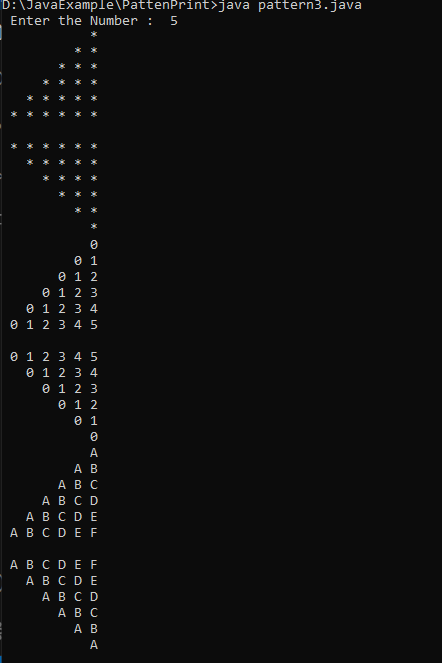 D:\JavaExample\PattenPrint>java pattern3.java
Enter the Number :  5
          *
        * *
      * * *
    * * * *
  * * * * *
* * * * * *

* * * * * *
  * * * * *
    * * * *
      * * *
        * *
          *
          0
        0 1
      0 1 2
    0 1 2 3
  0 1 2 3 4
0 1 2 3 4 5

0 1 2 3 4 5
  0 1 2 3 4
    0 1 2 3
      0 1 2
        0 1
          0
          A
        A B
      A B C
    A B C D
  A B C D E
A B C D E F

A B C D E F
  A B C D E
    A B C D
      A B C
        A B
          A